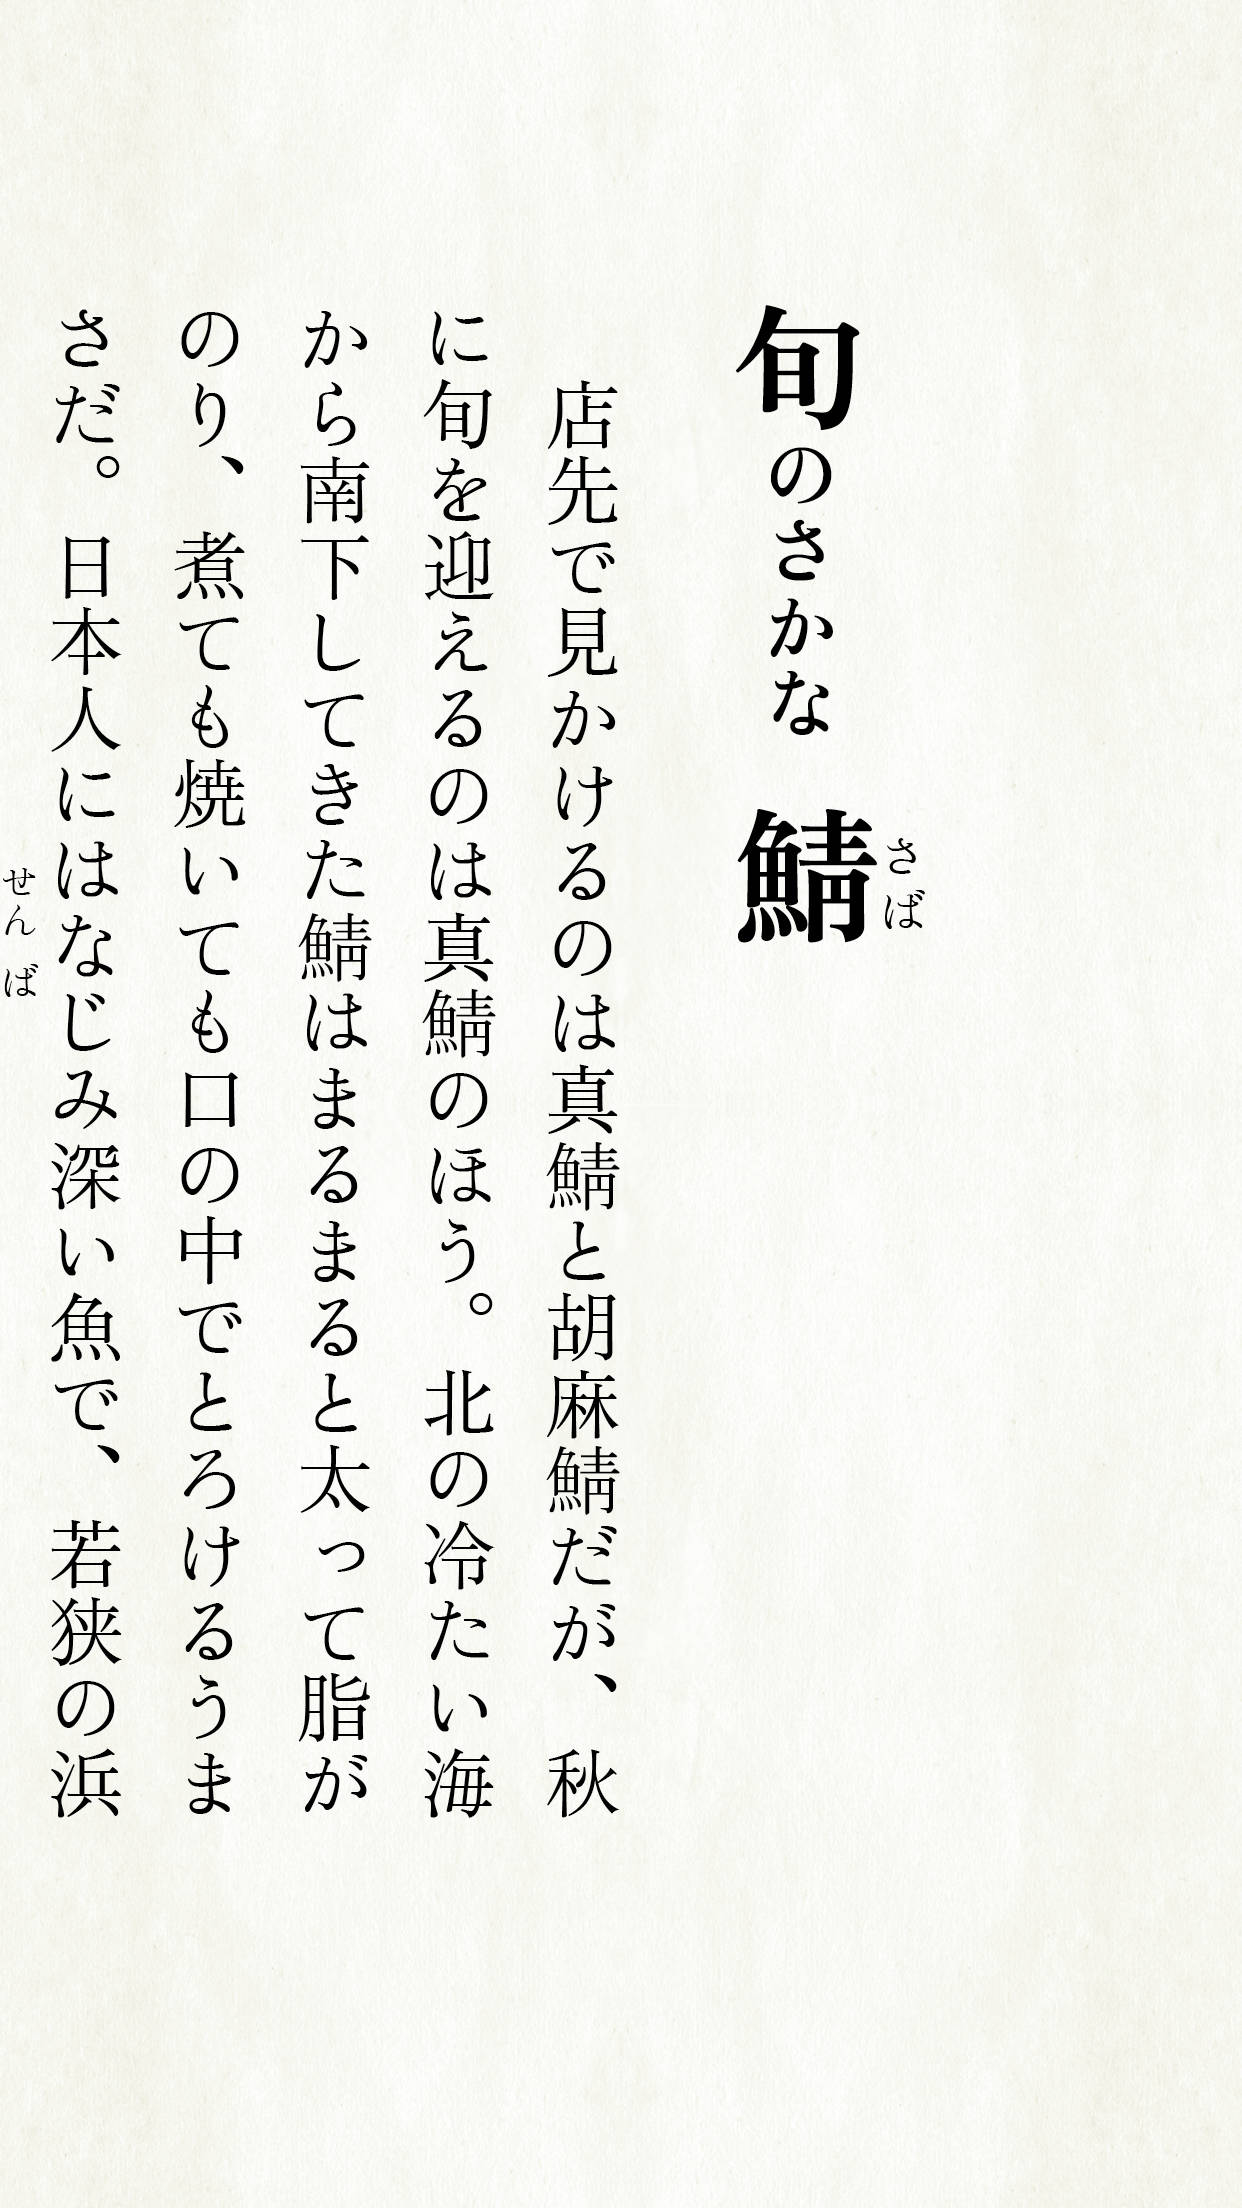 旬のさかな 鯖
さば
店先で見かけるのは真鯖と胡麻鯖だが、秋
に旬を迎えるのは真鯖のほう。北の冷たい海
から南下してきた鯖はまるまると太って脂が
のり、煮ても焼いても口の中でとろけるうま
さだ。日本人にはなじみ深い魚で、若狭の浜
せんば